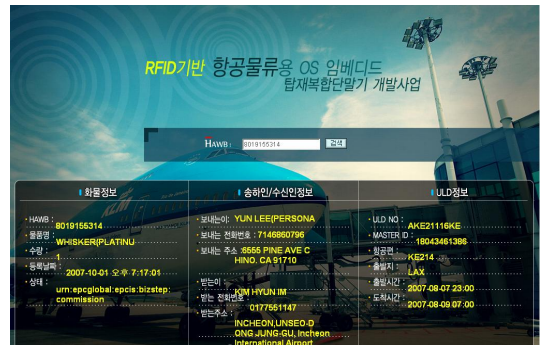 RFID기반 항공물류용 OS 임베디드
탑재복합단말기 개발사업
HAWB : 8019155314 검색
화물정보
HAWB :
8019155314
물품명 :
WHISKER(PLATINU
수량 :
1
등록날짜 :
2007-10-01 오후 7:17:01
상태 :
urn:epcglobal:epcis:bizstep:
commission
송하인/수신인정보
보내는이: YUN LEE(PERSONA
보내는 전화번호 : 7146860796
보내는 주소 :6555 PINE AVE C
HINO, CA 91710
받는이 :
KIM HYUN IM
받는 전화번호 :
0177551147
받는주소 :
INCHEON,UNSEO-D
ONG JUNG-GU, Incheon
International Airport
ULD정보
ULD NO :
AKE21116KE
MASTER ID :
18043461386
항공편 :
KE214
출발지 :
LAX
출발시간 :
2007-08-07 23:00
도착시간 :
2007-08-09 07:00
KLM